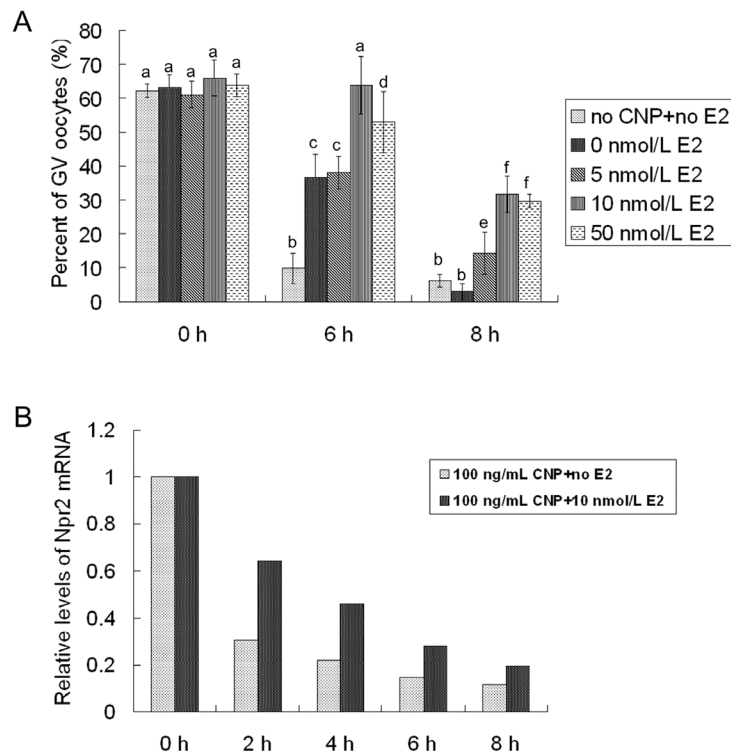 A
Percent of GV oocytes (%)
80
70
60
50
40
30
20
10
0
a
a
a
a
a
b
c
c
a
d
b
b
e
f
f
0 h
6 h
8 h
no CNP+no E2
0 nmol/L E2
5 nmol/L E2
10 nmol/L E2
50 nmol/L E2
B
Relative levels of Npr2 mRNA
1.2
1
0.8
0.6
0.4
0.2
0
0 h
2 h
4 h
6 h
8 h
100 ng/mL CNP+no E2
100 ng/mL CNP+10 nmol/L E2